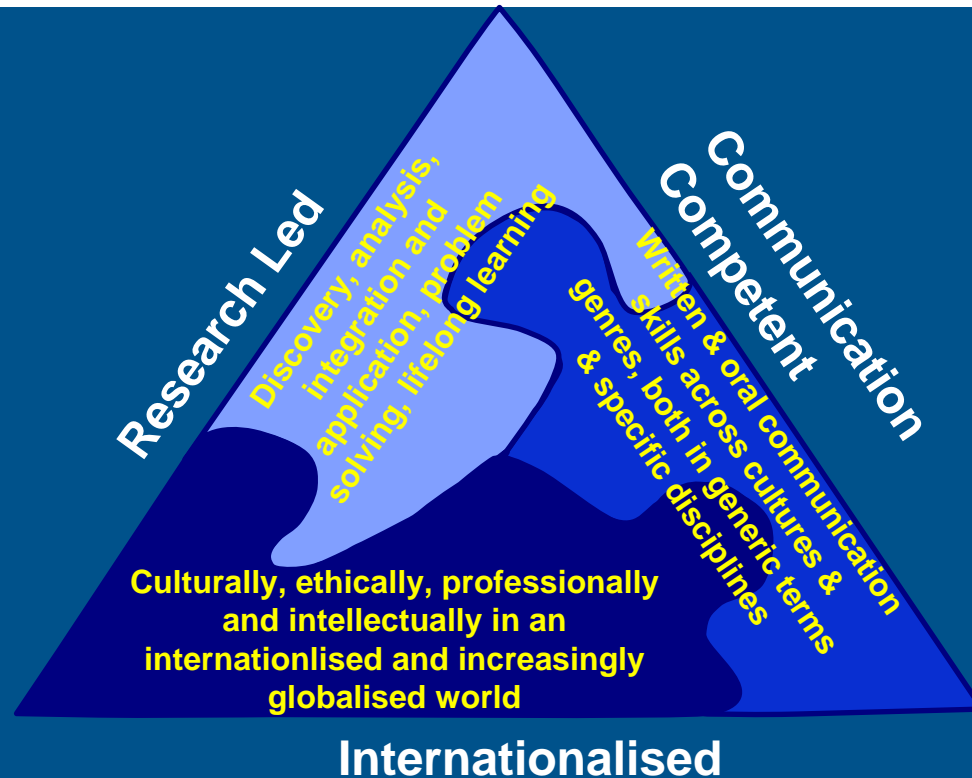 Research Led
Discovery, analysis,
integration and
application, problem
solving, lifelong learning
Communication
Competent
Written & oral communication
skills across cultures &
genres, both in generic terms
& specific disciplines
Culturally, ethically, professionally
and intellectually in an
internationlised and increasingly
globalised world
Internationalised